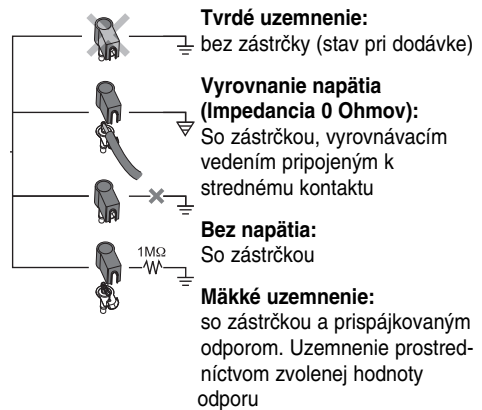 Tvrdé uzemnenie:
bez zástrčky (stav pri dodávke)
Vyrovnanie napätia
(Impedancia 0 Ohmov):
So zástrčkou, vyrovnávacím
vedením pripojeným k
strednému kontaktu
Bez napätia:
So zástrčkou
1MΩ
Mäkké uzemnenie:
so zástrčkou a prispájkovaným
odporom. Uzemnenie prostred-
níctvom zvolenej hodnoty
odporu